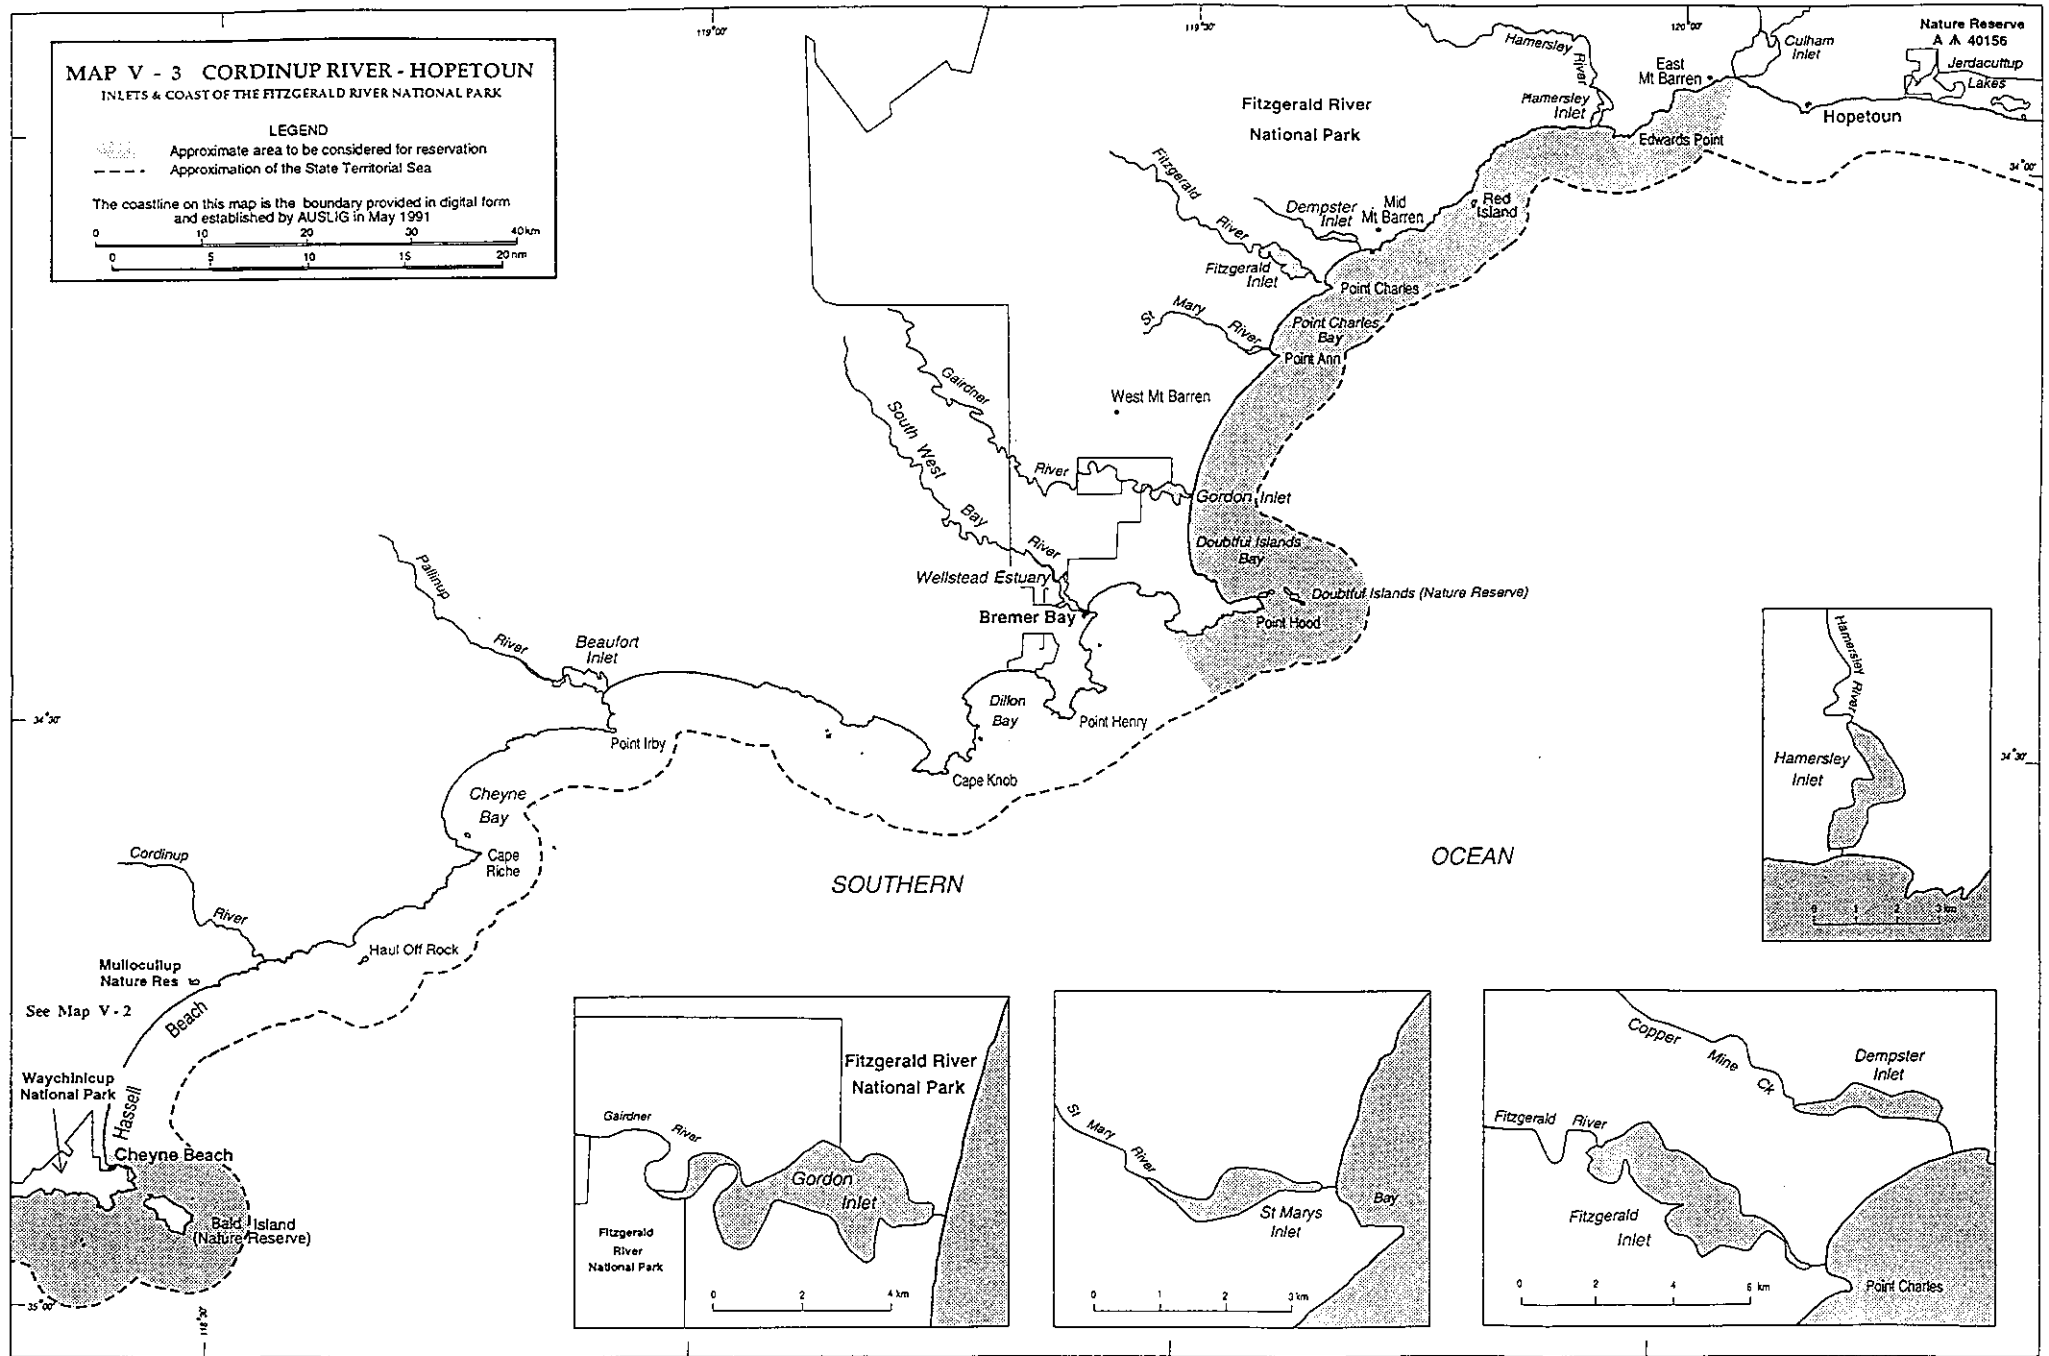 MAP V - 3 CORDINUP RIVER - HOPETOUN
INLETS & COAST OF THE FITZGERALD RIVER NATIONAL PARK
LEGEND
Approximate area to be considered for reservation
Approximation of the State Territorial Sea
The coastline on this map is the boundary provided in digital form
and established by AUSLIG in May 1991
0 10 20 30 40 km
0 5 10 15 20 nm
119°00'
119°30'
120°00'
Nature Reserve
A 40156
Jerdacuttup
Lakes
Culham
Inlet
Hamersley
River
East
Mt Barren
Hamersley
Inlet
Hopetoun
Edwards Point
34°00'
Fitzgerald River
National Park
Fitzgerald
River
Dempster
Inlet
Mid
Mt Barren
Red
Island
Fitzgerald
Inlet
Point Charles
St Mary River
Point Charles
Bay
Point Ann
Gairdner
River
West Mt Barren
South West
Bay
River
Gordon Inlet
Doubtful Islands
Bay
Wellstead Estuary
Doubtful Islands (Nature Reserve)
Bremer Bay
Point Hood
Pallinup
River
Beaufort
Inlet
Dillon
Bay
Point Henry
34°30'
Point Irby
Cape Knob
Cheyne
Bay
Cape
Riche
Cordinup
River
SOUTHERN
OCEAN
Haul Off Rock
Mullocullup
Nature Res
See Map V - 2
Hassell
Beach
Waychinicup
National Park
Cheyne Beach
Bald Island
(Nature Reserve)
35°00'
118°30'
34°30'
Hamersley River
Hamersley
Inlet
0 1 2 3 km
Fitzgerald River
National Park
Gairdner
River
Gordon
Inlet
Fitzgerald
River
National Park
0 2 4 km
St Mary River
St Marys
Inlet
Bay
0 1 2 3 km
Copper
Mine
Ck
Dempster
Inlet
Fitzgerald River
Fitzgerald
Inlet
Point Charles
0 2 4 6 km